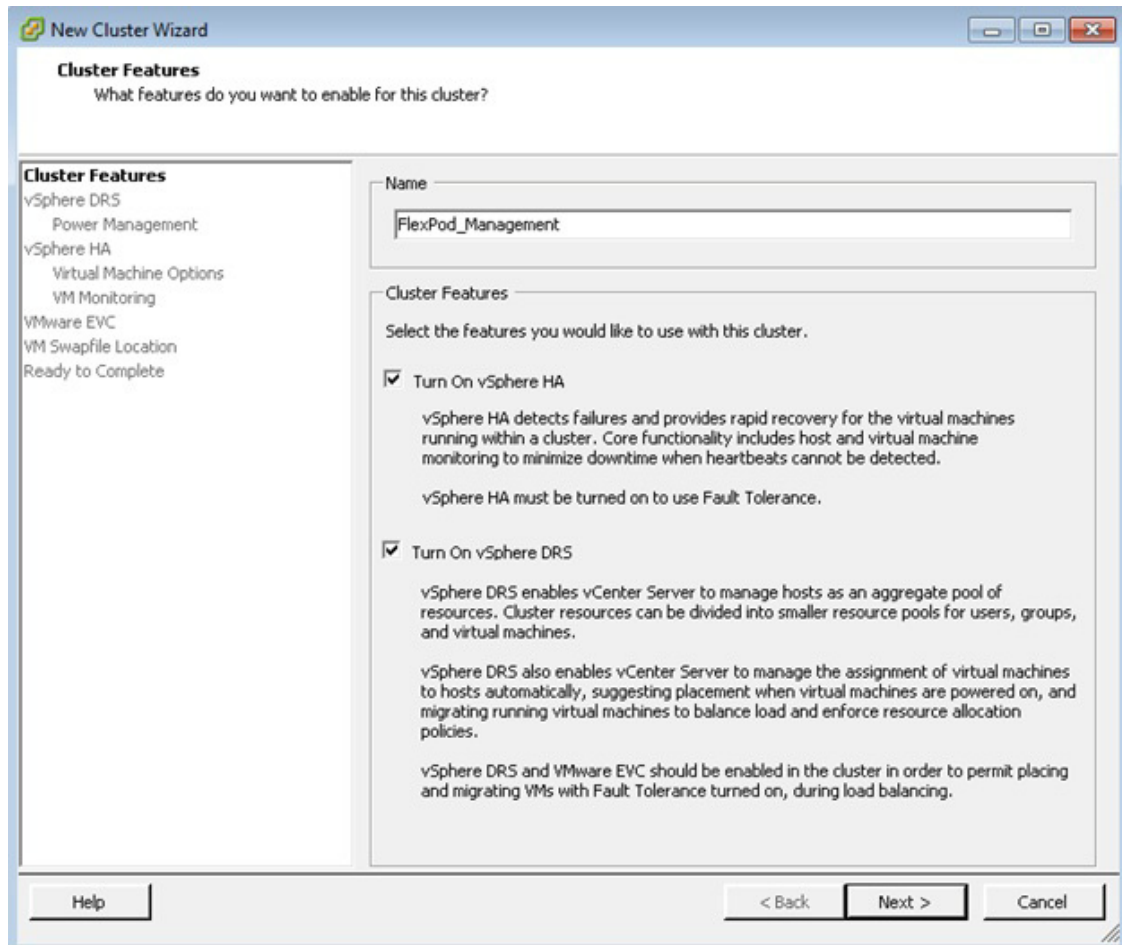 New Cluster Wizard
Cluster Features
What features do you want to enable for this cluster?
Cluster Features
vSphere DRS
Power Management
vSphere HA
Virtual Machine Options
VM Monitoring
VMware EVC
VM Swapfile Location
Ready to Complete
Name
FlexPod_Management
Cluster Features
Select the features you would like to use with this cluster.
Turn On vSphere HA
vSphere HA detects failures and provides rapid recovery for the virtual machines
running within a cluster. Core functionality includes host and virtual machine
monitoring to minimize downtime when heartbeats cannot be detected.
vSphere HA must be turned on to use Fault Tolerance.
Turn On vSphere DRS
vSphere DRS enables vCenter Server to manage hosts as an aggregate pool of
resources. Cluster resources can be divided into smaller resource pools for users, groups,
and virtual machines.
vSphere DRS also enables vCenter Server to manage the assignment of virtual machines
to hosts automatically, suggesting placement when virtual machines are powered on, and
migrating running virtual machines to balance load and enforce resource allocation
policies.
vSphere DRS and VMware EVC should be enabled in the cluster in order to permit placing
and migrating VMs with Fault Tolerance turned on, during load balancing.
Help
< Back
Next >
Cancel